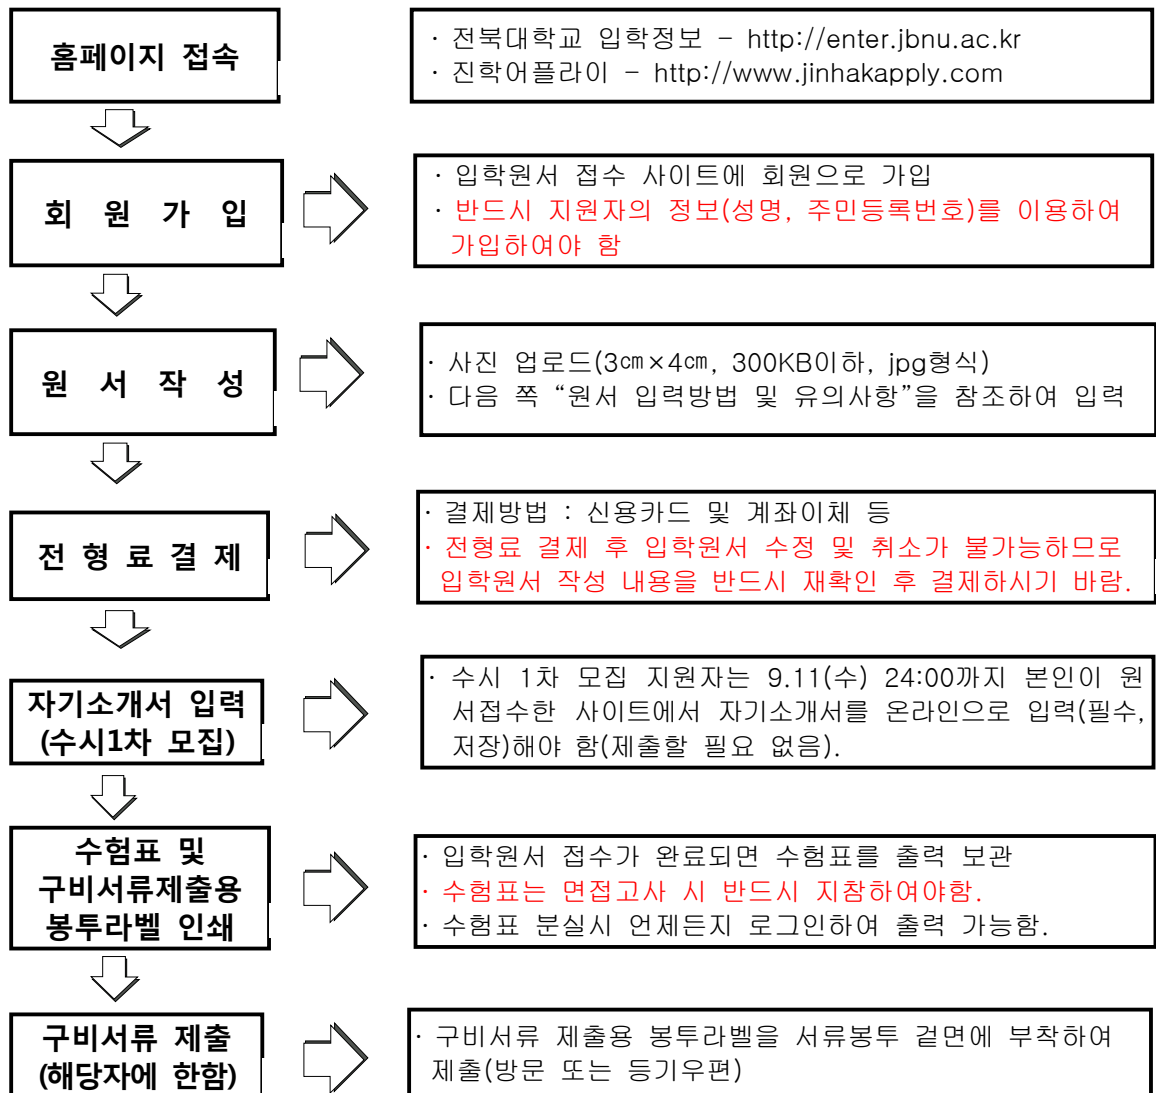 홈페이지 접속
· 전북대학교 입학정보 - http://enter.jbnu.ac.kr
· 진학어플라이 - http://www.jinhakapply.com
회 원 가 입
· 입학원서 접수 사이트에 회원으로 가입
· 반드시 지원자의 정보(성명, 주민등록번호)를 이용하여
가입하여야 함
원 서 작 성
· 사진 업로드(3㎝×4㎝, 300KB이하, jpg형식)
· 다음 쪽 “원서 입력방법 및 유의사항”을 참조하여 입력
전 형 료 결 제
· 결제방법 : 신용카드 및 계좌이체 등
· 전형료 결제 후 입학원서 수정 및 취소가 불가능하므로
입학원서 작성 내용을 반드시 재확인 후 결제하시기 바람.
자기소개서 입력
(수시1차 모집)
· 수시 1차 모집 지원자는 9.11(수) 24:00까지 본인이 원
서접수한 사이트에서 자기소개서를 온라인으로 입력(필수,
저장)해야 함(제출할 필요 없음).
수험표 및
구비서류제출용
봉투라벨 인쇄
· 입학원서 접수가 완료되면 수험표를 출력 보관
· 수험표는 면접고사 시 반드시 지참하여야함.
· 수험표 분실시 언제든지 로그인하여 출력 가능함.
구비서류 제출
(해당자에 한함)
· 구비서류 제출용 봉투라벨을 서류봉투 겉면에 부착하여
제출(방문 또는 등기우편)